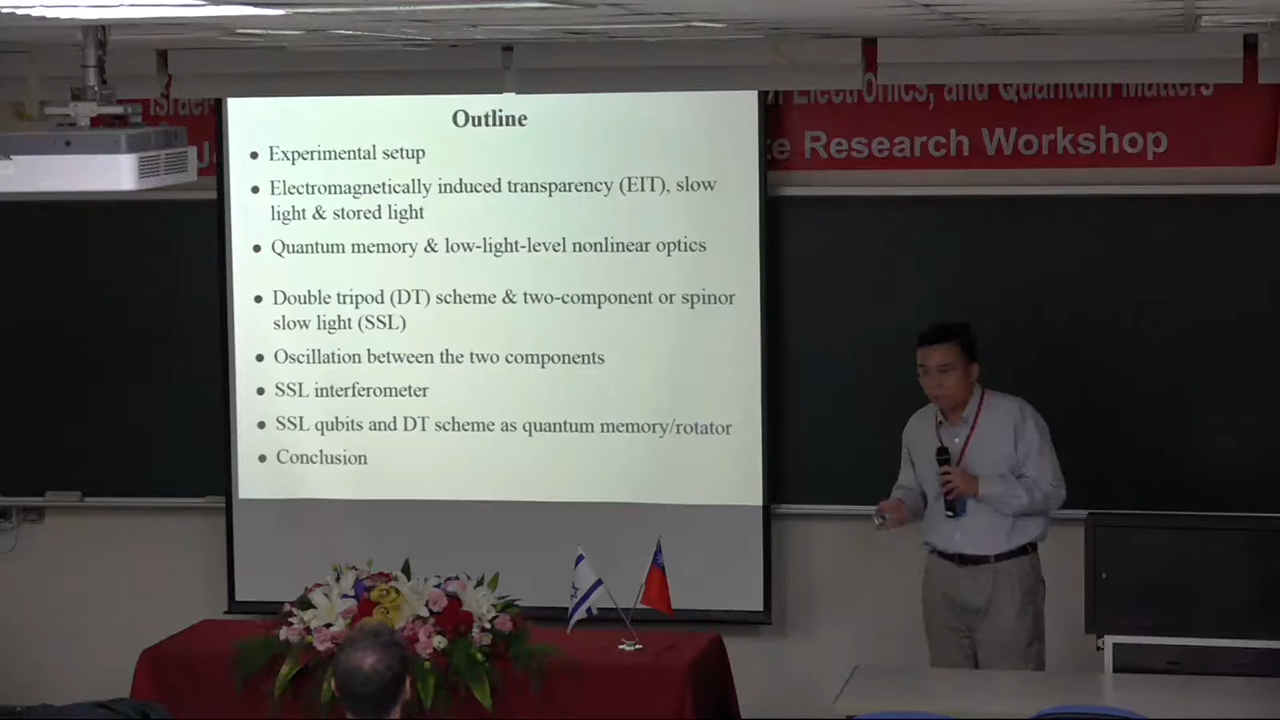 Israel
Electronics, and Quantum Matters
Research Workshop
Outline
● Experimental setup
● Electromagnetically induced transparency (EIT), slow
light & stored light
● Quantum memory & low-light-level nonlinear optics
● Double tripod (DT) scheme & two-component or spinor
slow light (SSL)
● Oscillation between the two components
● SSL interferometer
● SSL qubits and DT scheme as quantum memory/rotator
● Conclusion